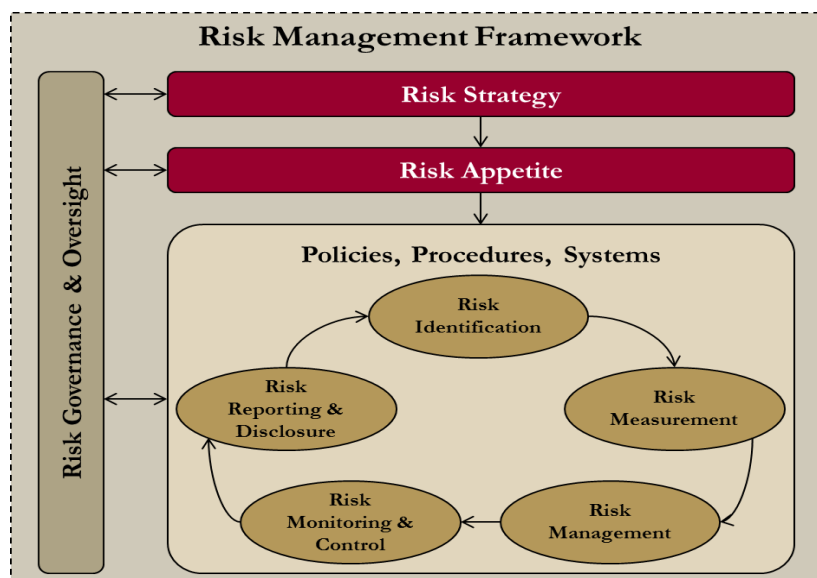 Risk Management Framework
Risk Governance & Oversight
Risk Strategy
Risk Appetite
Policies, Procedures, Systems
Risk
Identification
Risk
Measurement
Risk
Management
Risk
Monitoring &
Control
Risk
Reporting &
Disclosure